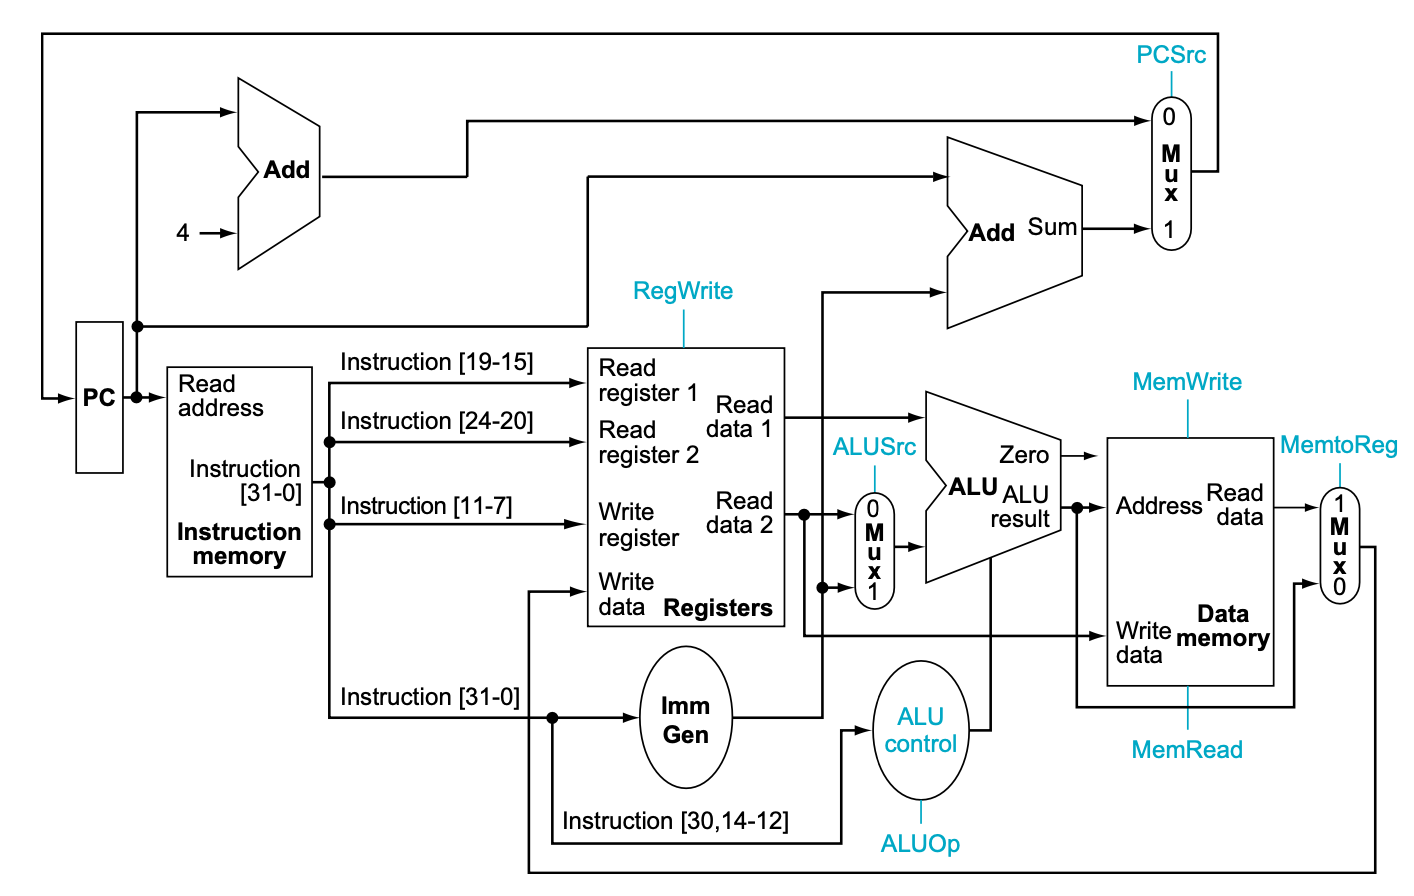 PCSrc
0
M
u
x
1
Add
4
Add Sum
RegWrite
PC
Read
address
Instruction
[31-0]
Instruction
memory
Instruction [19-15]
Instruction [24-20]
Instruction [11-7]
Instruction [31-0]
Read
register 1
Read
register 2
Write
register
Write
data
Read
data 1
Read
data 2
Registers
ALUSrc
0
M
u
x
1
Zero
ALU
ALU
result
MemWrite
Address
Read
data
Write
data
Data
memory
MemRead
MemtoReg
1
M
u
x
0
Imm
Gen
ALU
control
Instruction [30,14-12]
ALUOp